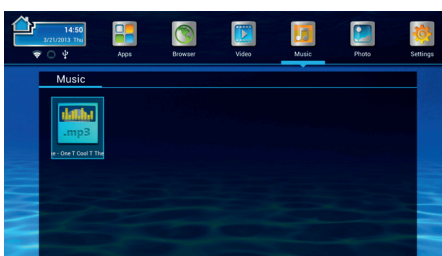 14:50
3/21/2013 Thu
Apps
Browser
Video
Music
Photo
Settings
Music
.mp3
e - One T Cool T The